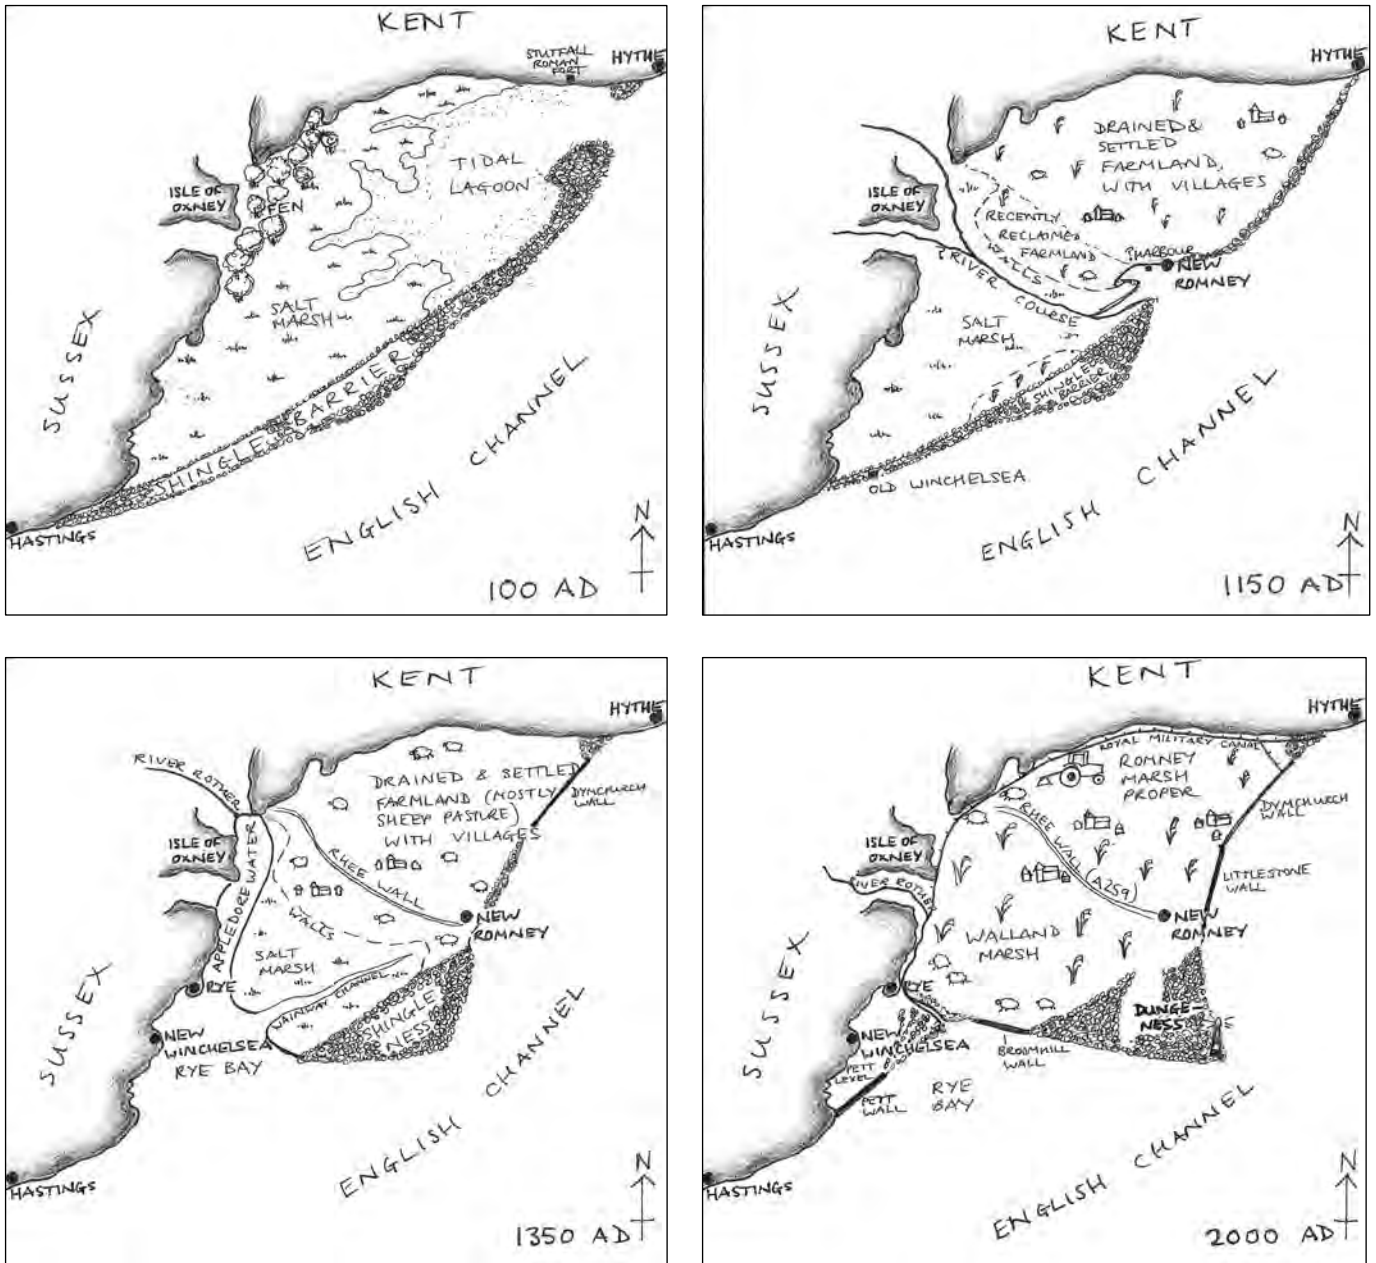 KENT
STUTFALL
ROMAN
FORT
HYTHE
TIDAL
LAGOON
ISLE OF
OXNEY
FEN
SALT
MARSH
SUSSEX
SHINGLE BARRIER
ENGLISH CHANNEL
HASTINGS
N
100 AD
KENT
HYTHE
DRAINED &
SETTLED
FARMLAND,
WITH VILLAGES
ISLE OF
OXNEY
RECENTLY
RECLAIMED
FARMLAND
WALLS
?HARBOUR
NEW
ROMNEY
RIVER COURSE
SALT
MARSH
SUSSEX
SHINGLE
BARRIER
OLD WINCHELSEA
ENGLISH CHANNEL
HASTINGS
N
1150 AD
KENT
HYTHE
RIVER ROTHER
DRAINED & SETTLED
FARMLAND (MOSTLY
SHEEP PASTURE)
WITH VILLAGES
DYMCHURCH
WALL
ISLE OF
OXNEY
APPLEDORE WATER
RHEE WALL
WALLS
NEW
ROMNEY
SALT
MARSH
RYE
WAINWAY CHANNEL
SHINGLE
NESS
SUSSEX
NEW
WINCHELSEA
RYE BAY
ENGLISH CHANNEL
HASTINGS
N
1350 AD
KENT
HYTHE
ROYAL MILITARY CANAL
ROMNEY
MARSH
PROPER
DYMCHURCH
WALL
RHEE WALL (A259)
ISLE OF
OXNEY
RIVER ROTHER
LITTLESTONE
WALL
NEW
ROMNEY
WALLAND
MARSH
SUSSEX
RYE
DUNGE-
NESS
NEW
WINCHELSEA
BROOMHILL
WALL
PETT
LEVEL
PETT
WALL
RYE
BAY
ENGLISH CHANNEL
HASTINGS
N
2000 AD